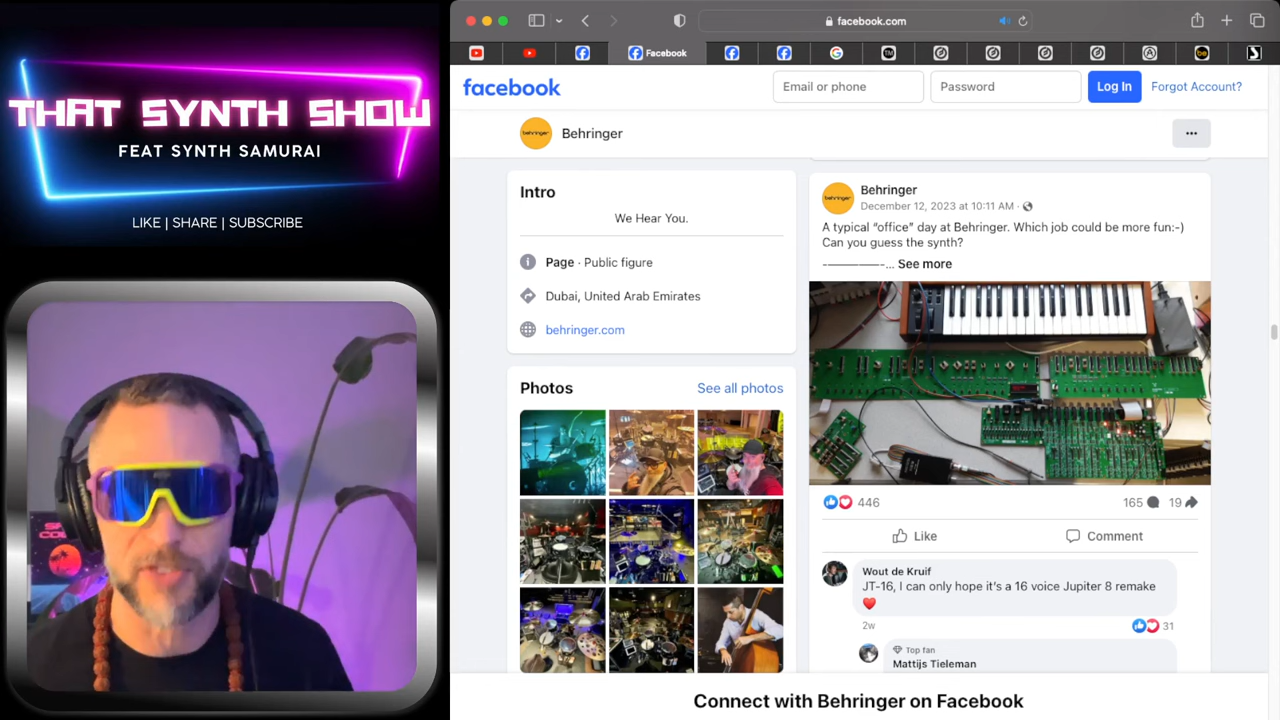 THAT SYNTH SHOW
FEAT SYNTH SAMURAI
LIKE | SHARE | SUBSCRIBE
facebook.com
Facebook
facebook
Email or phone
Password
Log In
Forgot Account?
Behringer
Intro
We Hear You.
Page · Public figure
Dubai, United Arab Emirates
behringer.com
Photos
See all photos
Behringer
December 12, 2023 at 10:11 AM ·
A typical “office” day at Behringer. Which job could be more fun:-)
Can you guess the synth?
-————-... See more
446
165
19
Like
Comment
Wout de Kruif
JT-16, I can only hope it's a 16 voice Jupiter 8 remake
2w
31
Top fan
Mattijs Tieleman
Connect with Behringer on Facebook